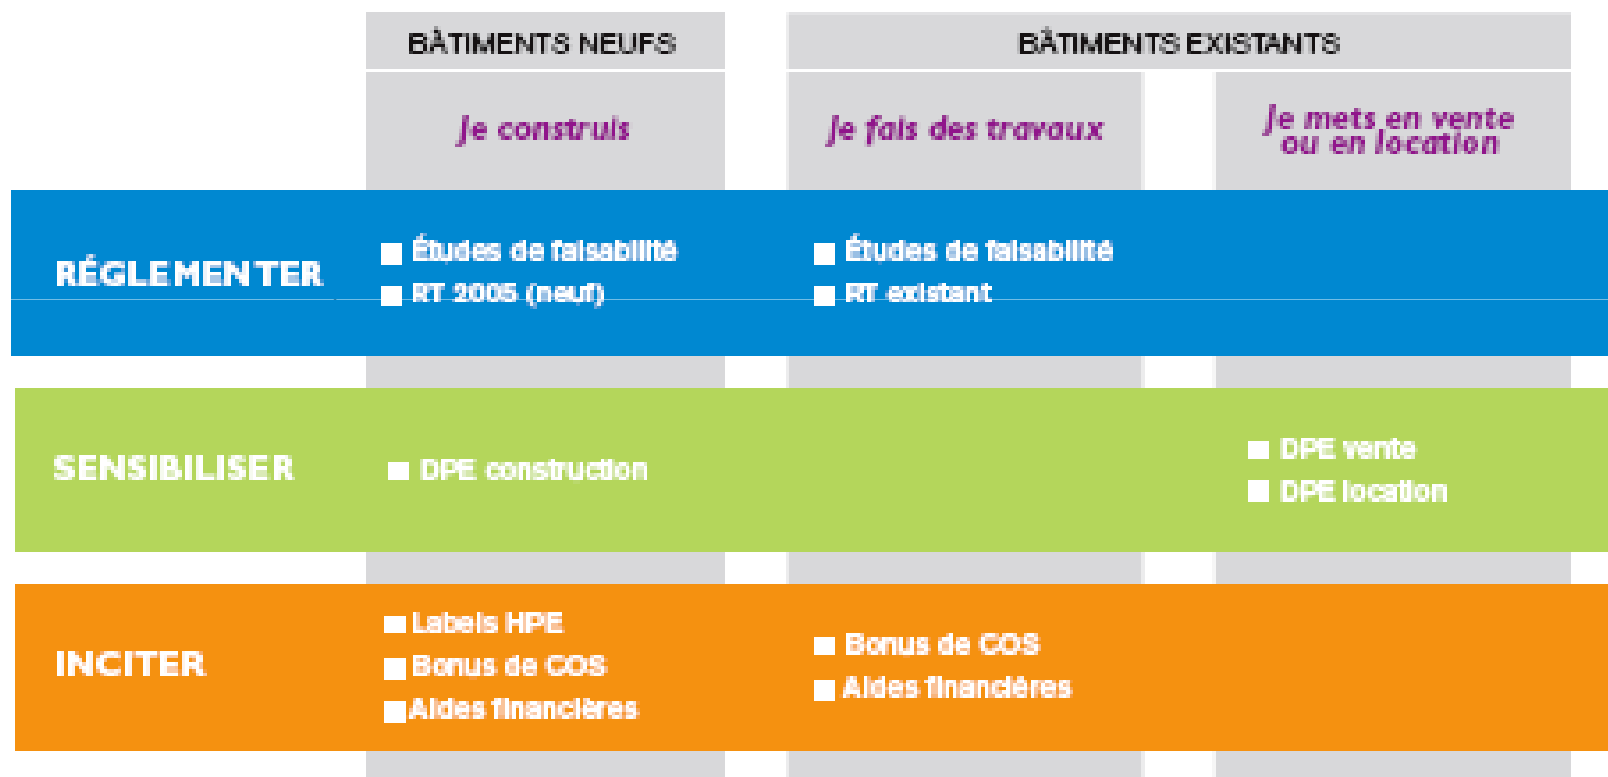 BÂTIMENTS NEUFS
BÂTIMENTS EXISTANTS
Je construis
Je fais des travaux
Je mets en vente
ou en location
RÉGLEMENTER
Études de faisabilité
RT 2005 (neuf)
Études de faisabilité
RT existant
SENSIBILISER
DPE construction
DPE vente
DPE location
INCITER
Labels HPE
Bonus de COS
Aides financières
Bonus de COS
Aides financières